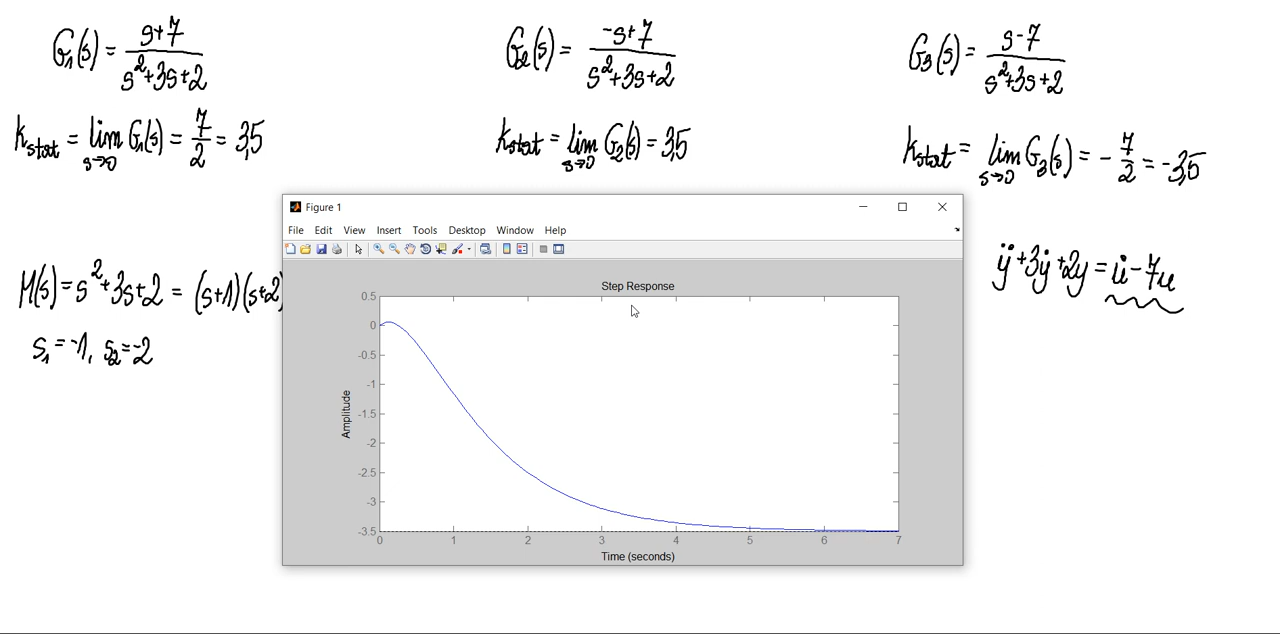 G₁(s) = (s+7)/(s²+3s+2)
G₂(s) = (-s+7)/(s²+3s+2)
G₃(s) = (s-7)/(s²+3s+2)
k_stat = lim s→0 G₁(s) = 7/2 = 3,5
k_stat = lim s→0 G₂(s) = 3,5
k_stat = lim s→0 G₃(s) = -7/2 = -3,5
M(s) = s²+3s+2 = (s+1)(s+2)
s₁ = -1, s₂ = -2
ÿ+3ẏ+2y = u̇-7u
Figure 1
File Edit View Insert Tools Desktop Window Help
Step Response
0.5
0
-0.5
-1
-1.5
-2
-2.5
-3
-3.5
Amplitude
0 1 2 3 4 5 6 7
Time (seconds)